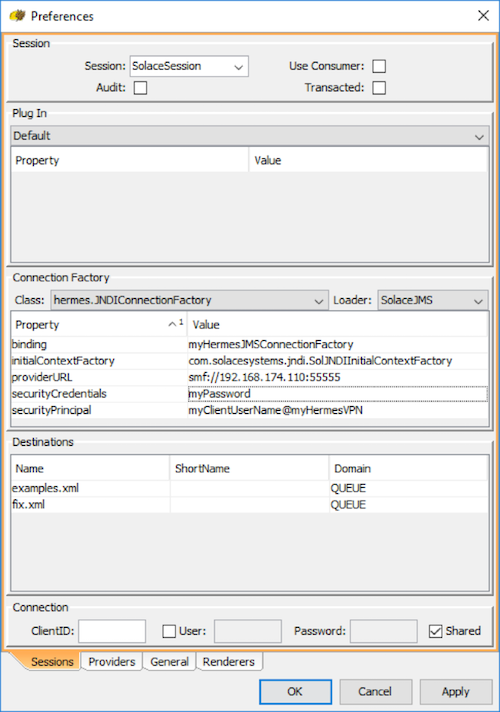 Preferences
Session
Session: SolaceSession Use Consumer:
Audit: Transacted:
Plug In
Default
Property Value
Connection Factory
Class: hermes.JNDIConnectionFactory Loader: SolaceJMS
Property 1 Value
binding myHermesJMSConnectionFactory
initialContextFactory com.solacesystems.jndi.SolJNDIInitialContextFactory
providerURL smf://192.168.174.110:55555
securityCredentials myPassword
securityPrincipal myClientUserName@myHermesVPN
Destinations
Name ShortName Domain
examples.xml QUEUE
fix.xml QUEUE
Connection
ClientID: User: Password: Shared
Sessions Providers General Renderers
OK Cancel Apply